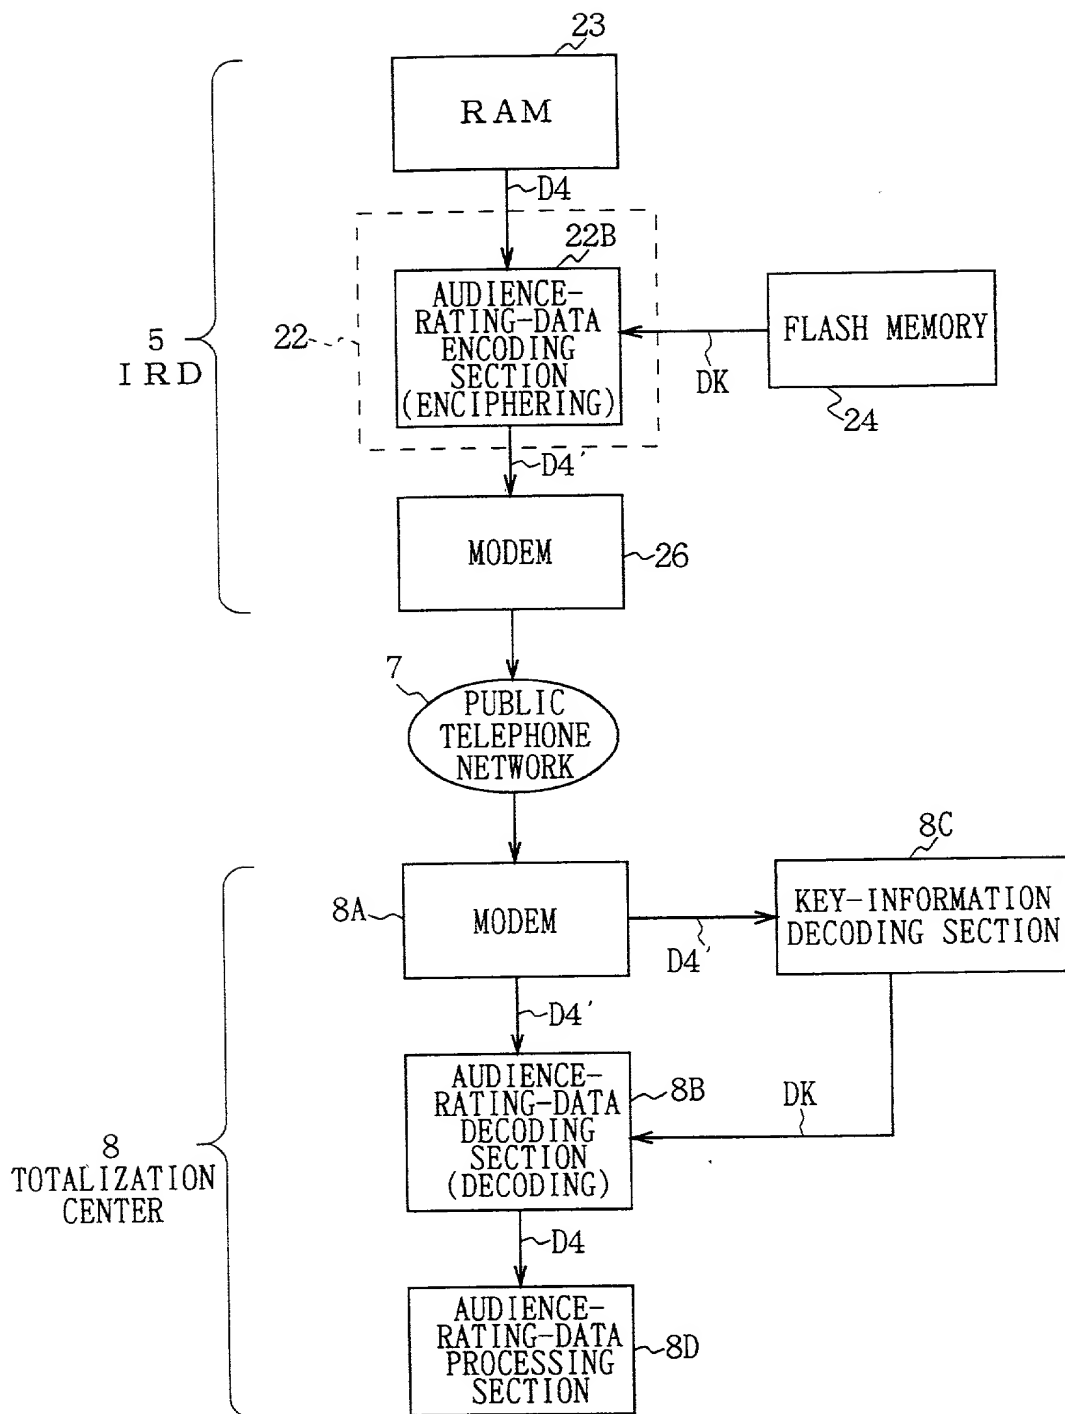 23
RAM
D4
22B
AUDIENCE-
RATING-DATA
ENCODING
SECTION
(ENCIPHERING)
22
FLASH MEMORY
DK
24
5
IRD
D4'
MODEM
26
7
PUBLIC
TELEPHONE
NETWORK
8C
8A
MODEM
KEY-INFORMATION
DECODING SECTION
D4'
D4'
AUDIENCE-
RATING-DATA
DECODING
SECTION
(DECODING)
8B
DK
8
TOTALIZATION
CENTER
D4
AUDIENCE-
RATING-DATA
PROCESSING
SECTION
8D